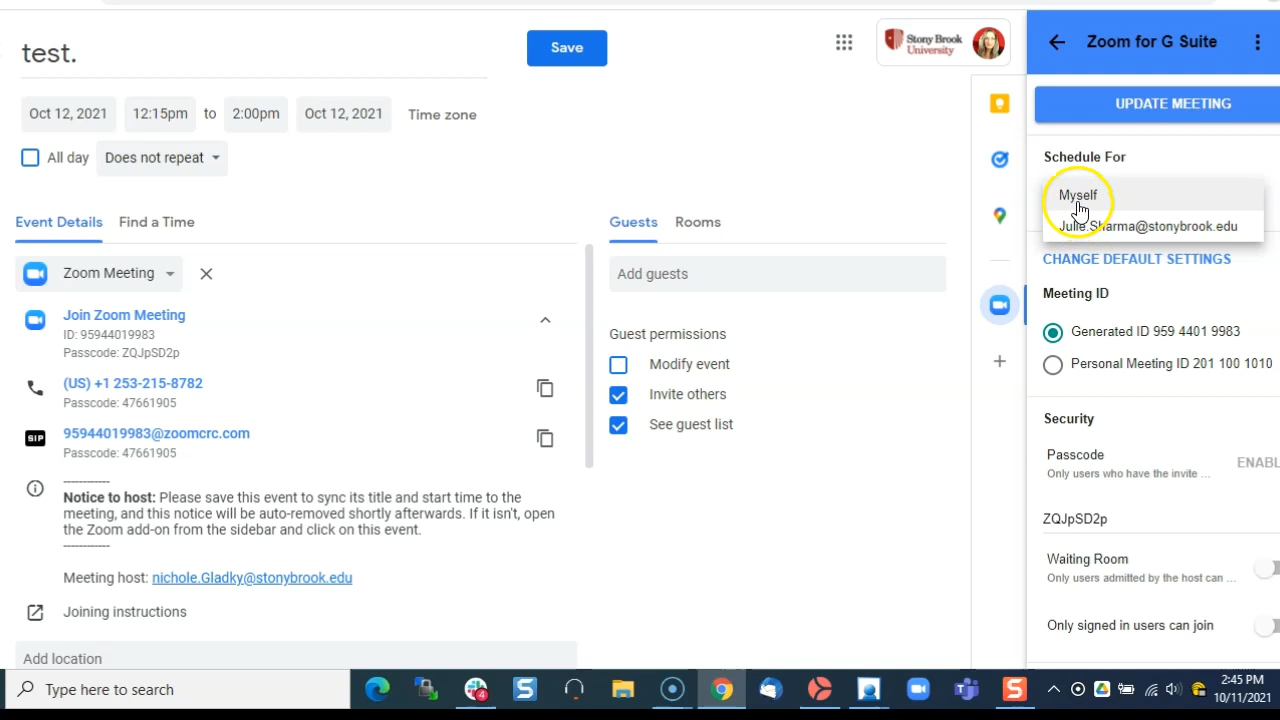 test.
Save
Stony Brook
University
Oct 12, 2021 12:15pm to 2:00pm Oct 12, 2021 Time zone
All day Does not repeat
Event Details Find a Time
Zoom Meeting
Join Zoom Meeting
ID: 95944019983
Passcode: ZQJpSD2p
(US) +1 253-215-8782
Passcode: 47661905
SIP
95944019983@zoomcrc.com
Passcode: 47661905
------------
Notice to host: Please save this event to sync its title and start time to the
meeting, and this notice will be auto-removed shortly afterwards. If it isn't, open
the Zoom add-on from the sidebar and click on this event.
------------
Meeting host: nichole.Gladky@stonybrook.edu
Joining instructions
Add location
Guests Rooms
Add guests
Guest permissions
Modify event
Invite others
See guest list
Zoom for G Suite
UPDATE MEETING
Schedule For
Myself
Julie.Sharma@stonybrook.edu
CHANGE DEFAULT SETTINGS
Meeting ID
Generated ID 959 4401 9983
Personal Meeting ID 201 100 1010
Security
Passcode
Only users who have the invite ...
ENABL
ZQJpSD2p
Waiting Room
Only users admitted by the host can ...
Only signed in users can join
Type here to search
4
2:45 PM
10/11/2021